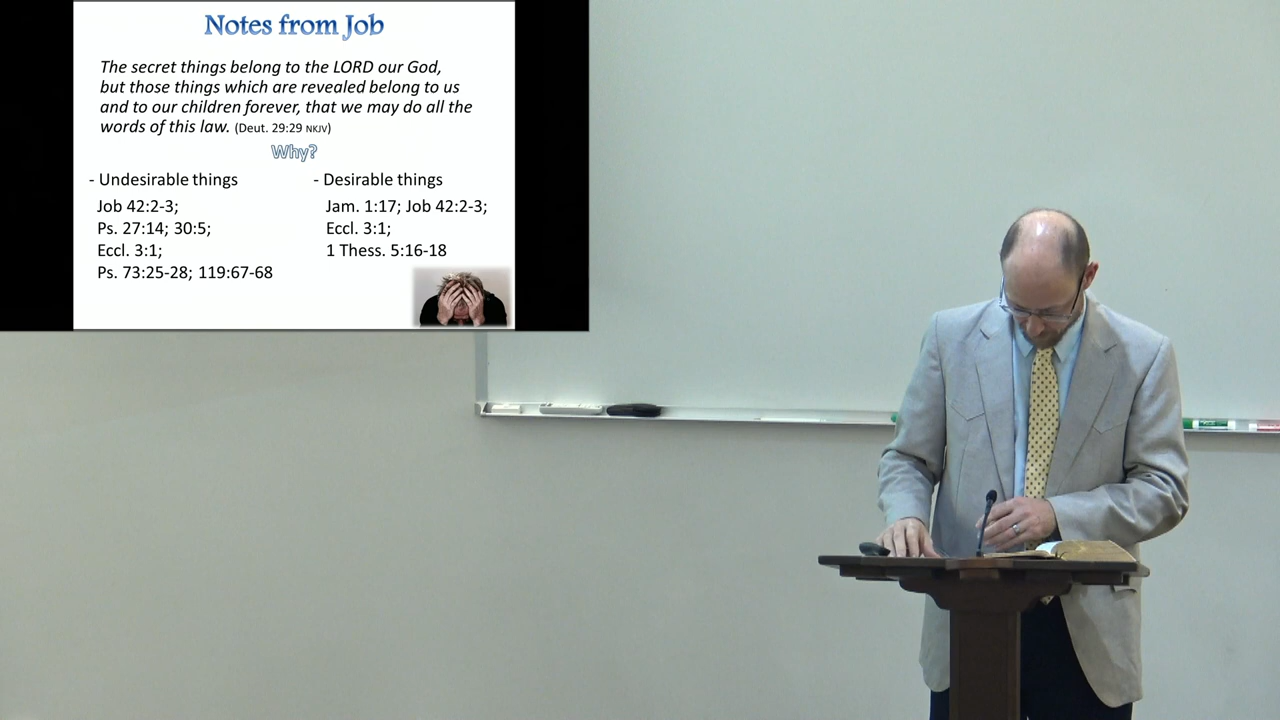 Notes from Job
The secret things belong to the LORD our God,
but those things which are revealed belong to us
and to our children forever, that we may do all the
words of this law. (Deut. 29:29 NKJV)
Why?
- Undesirable things
Job 42:2-3;
Ps. 27:14; 30:5;
Eccl. 3:1;
Ps. 73:25-28; 119:67-68
- Desirable things
Jam. 1:17; Job 42:2-3;
Eccl. 3:1;
1 Thess. 5:16-18